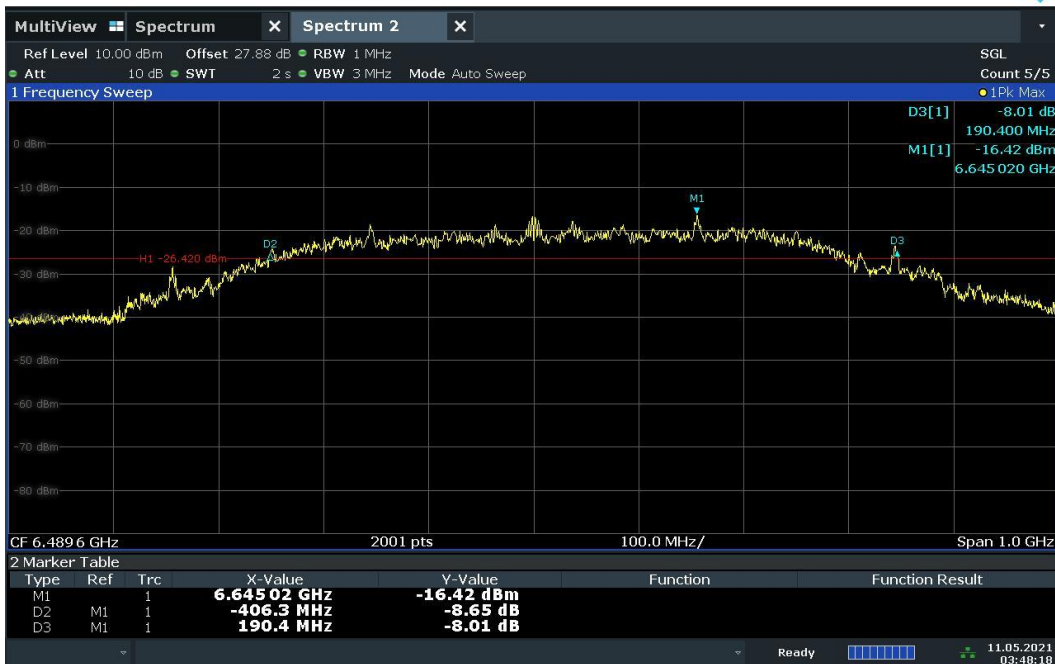 MultiView Spectrum X Spectrum 2 X
Ref Level 10.00 dBm Offset 27.88 dB RBW 1 MHz SGL
Att 10 dB SWT 2 s VBW 3 MHz Mode Auto Sweep Count 5/5
1 Frequency Sweep 1Pk Max
D3[1] -8.01 dB
190.400 MHz
0 dBm
M1[1] -16.42 dBm
6.645 020 GHz
-10 dBm
M1
-20 dBm
D2
D3
H1 -26.420 dBm
-30 dBm
-50 dBm
-60 dBm
-70 dBm
-80 dBm
CF 6.4896 GHz 2001 pts 100.0 MHz/ Span 1.0 GHz
2 Marker Table
Type Ref Trc X-Value Y-Value Function Function Result
M1 1 6.645 02 GHz -16.42 dBm
D2 M1 1 -406.3 MHz -8.65 dB
D3 M1 1 190.4 MHz -8.01 dB
Ready 11.05.2021
03:48:18